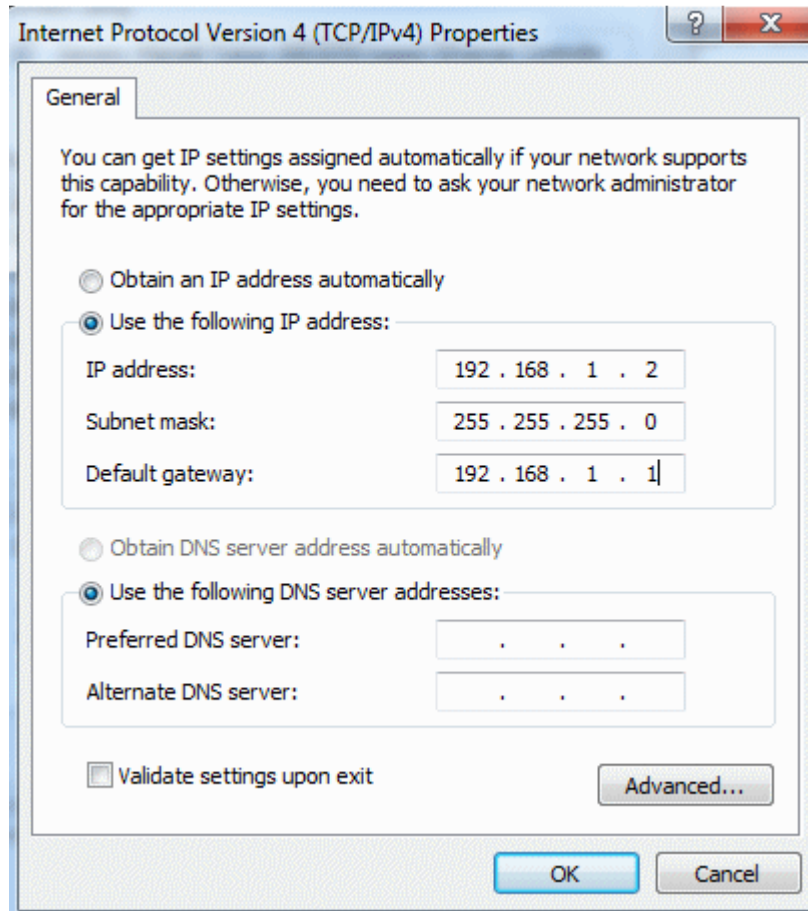 Internet Protocol Version 4 (TCP/IPv4) Properties
?
General
You can get IP settings assigned automatically if your network supports
this capability. Otherwise, you need to ask your network administrator
for the appropriate IP settings.
Obtain an IP address automatically
Use the following IP address:
IP address: 192 . 168 . 1 . 2
Subnet mask: 255 . 255 . 255 . 0
Default gateway: 192 . 168 . 1 . 1
Obtain DNS server address automatically
Use the following DNS server addresses:
Preferred DNS server: . . .
Alternate DNS server: . . .
Validate settings upon exit
Advanced...
OK Cancel